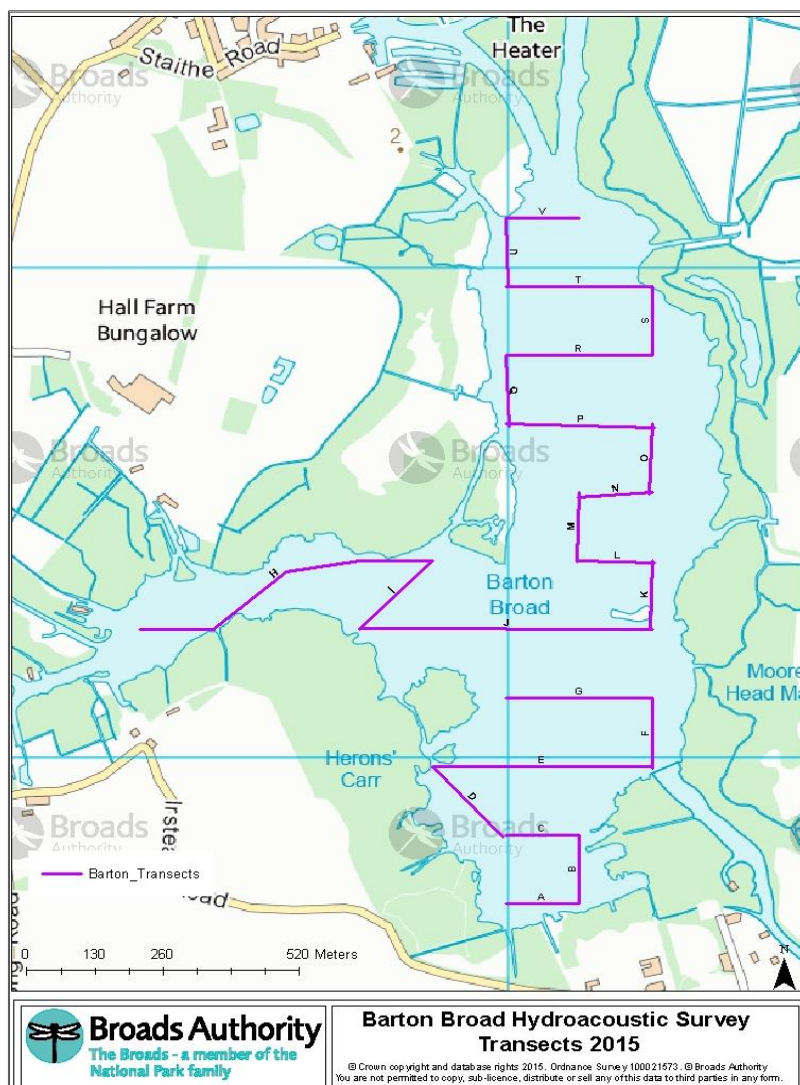 The
Heater
Staithe Road
Broads
Authority
Broads
Authority
2
V
U
T
Hall Farm
Bungalow
S
R
Q
P
Broads
Authority
O
N
M
H
L
I
Barton
Broad
K
J
Moore
Head Ma
G
F
Herons'
Carr
E
D
Broads
Authority
Broads
Authority
C
Irstea
B
Barton_Transects
oad
A
Road
0 130 260 520 Meters
N
Broads Authority
The Broads - a member of the
National Park family
Barton Broad Hydroacoustic Survey
Transects 2015
© Crown copyright and database rights 2015. Ordnance Survey 100021573. © Broads Authority
You are not permitted to copy, sub-licence, distribute or sell any of this data to third parties in any form.